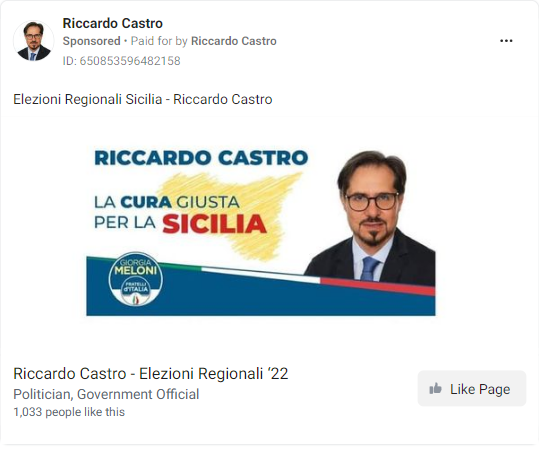 Riccardo Castro
Sponsored • Paid for by Riccardo Castro
ID: 650853596482158
Elezioni Regionali Sicilia - Riccardo Castro
RICCARDO CASTRO
LA CURA GIUSTA
PER LA SICILIA
GIORGIA
MELONI
FRATELLI
d'ITALIA
Riccardo Castro - Elezioni Regionali ‘22
Politician, Government Official
1,033 people like this
Like Page